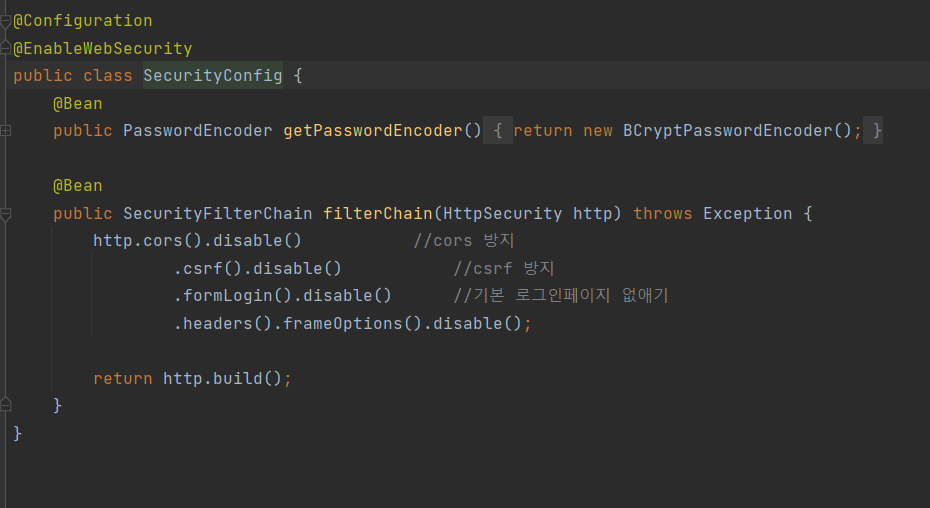 @Configuration
@EnableWebSecurity
public class SecurityConfig {
@Bean
public PasswordEncoder getPasswordEncoder() { return new BCryptPasswordEncoder(); }
@Bean
public SecurityFilterChain filterChain(HttpSecurity http) throws Exception {
http.cors().disable() //cors 방지
.csrf().disable() //csrf 방지
.formLogin().disable() //기본 로그인페이지 없애기
.headers().frameOptions().disable();
return http.build();
}
}